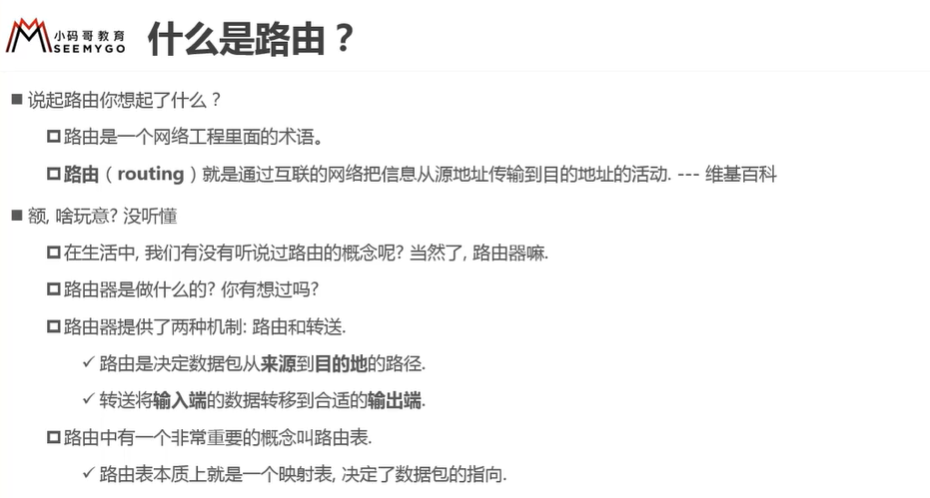 小码哥教育
SEEMYGO
什么是路由？
说起路由你想起了什么？
路由是一个网络工程里面的术语。
路由（routing）就是通过互联的网络把信息从源地址传输到目的地址的活动. --- 维基百科
额, 啥玩意? 没听懂
在生活中, 我们有没有听说过路由的概念呢? 当然了, 路由器嘛.
路由器是做什么的? 你有想过吗?
路由器提供了两种机制: 路由和转送.
路由是决定数据包从来源到目的地的路径.
转送将输入端的数据转移到合适的输出端.
路由中有一个非常重要的概念叫路由表.
路由表本质上就是一个映射表, 决定了数据包的指向.